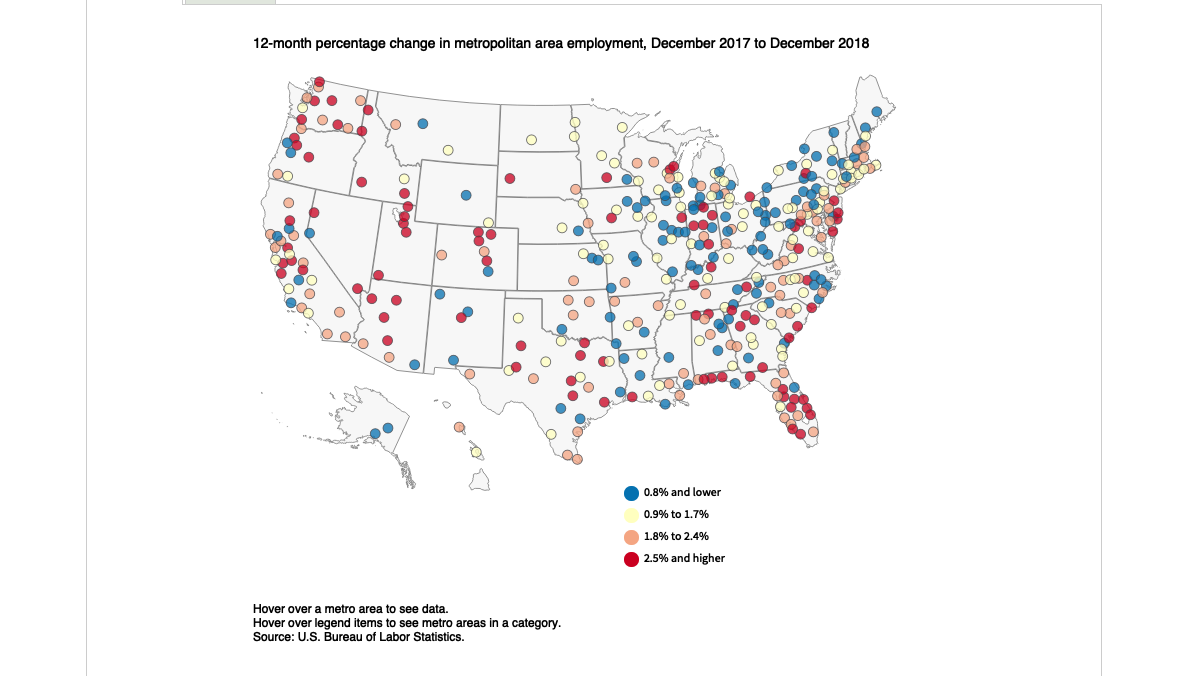 12-month percentage change in metropolitan area employment, December 2017 to December 2018
0.8% and lower
0.9% to 1.7%
1.8% to 2.4%
2.5% and higher
Hover over a metro area to see data.
Hover over legend items to see metro areas in a category.
Source: U.S. Bureau of Labor Statistics.